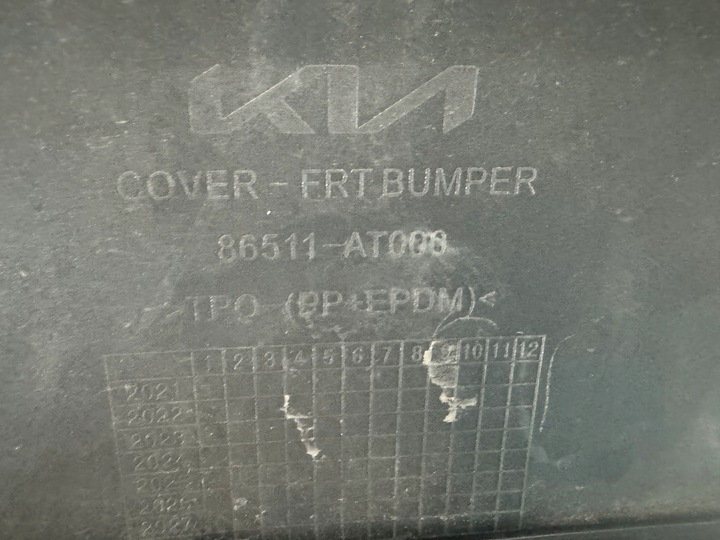 KIA
COVER - FRT BUMPER
86511-AT000
>TPO-(PP+EPDM)<
1 2 3 4 5 6 7 8 9 10 11 12
2021
2022
2023
2024
2025
2026
2027